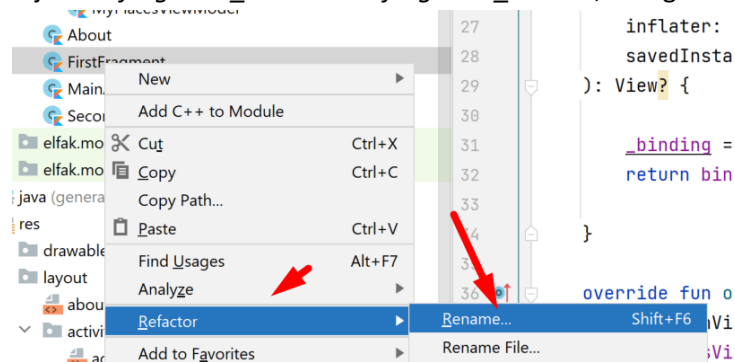 About
FirstFragment
New
Add C++ to Module
Cut Ctrl+X
Copy Ctrl+C
Copy Path...
Paste Ctrl+V
Find Usages Alt+F7
Analyze
Refactor
Add to Favorites
Rename... Shift+F6
Rename File...
elfak.mo
elfak.mo
java (genera
res
drawable
layout
abou
activi
27 inflater:
28 savedInsta
29 ): View? {
30
31 _binding =
32 return bin
33
34 }
35
36 override fun o